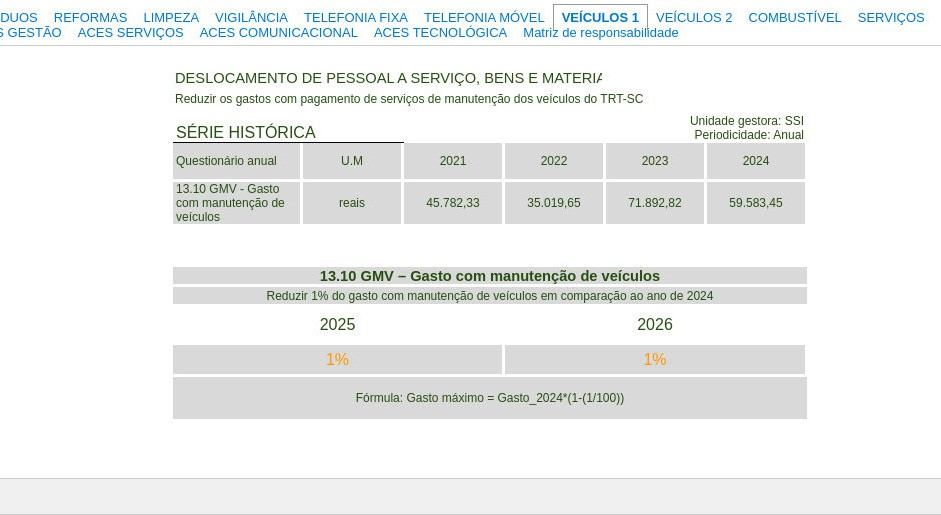 DUOS REFORMAS LIMPEZA VIGILÂNCIA TELEFONIA FIXA TELEFONIA MÓVEL VEÍCULOS 1 VEÍCULOS 2 COMBUSTÍVEL SERVIÇOS
S GESTÃO ACES SERVIÇOS ACES COMUNICACIONAL ACES TECNOLÓGICA Matriz de responsabilidade
DESLOCAMENTO DE PESSOAL A SERVIÇO, BENS E MATERIA
Reduzir os gastos com pagamento de serviços de manutenção dos veículos do TRT-SC
Unidade gestora: SSI
SÉRIE HISTÓRICA Periodicidade: Anual
Questionário anual U.M 2021 2022 2023 2024
13.10 GMV - Gasto
com manutenção de reais 45.782,33 35.019,65 71.892,82 59.583,45
veículos
13.10 GMV – Gasto com manutenção de veículos
Reduzir 1% do gasto com manutenção de veículos em comparação ao ano de 2024
2025 2026
1% 1%
Fórmula: Gasto máximo = Gasto_2024*(1-(1/100))